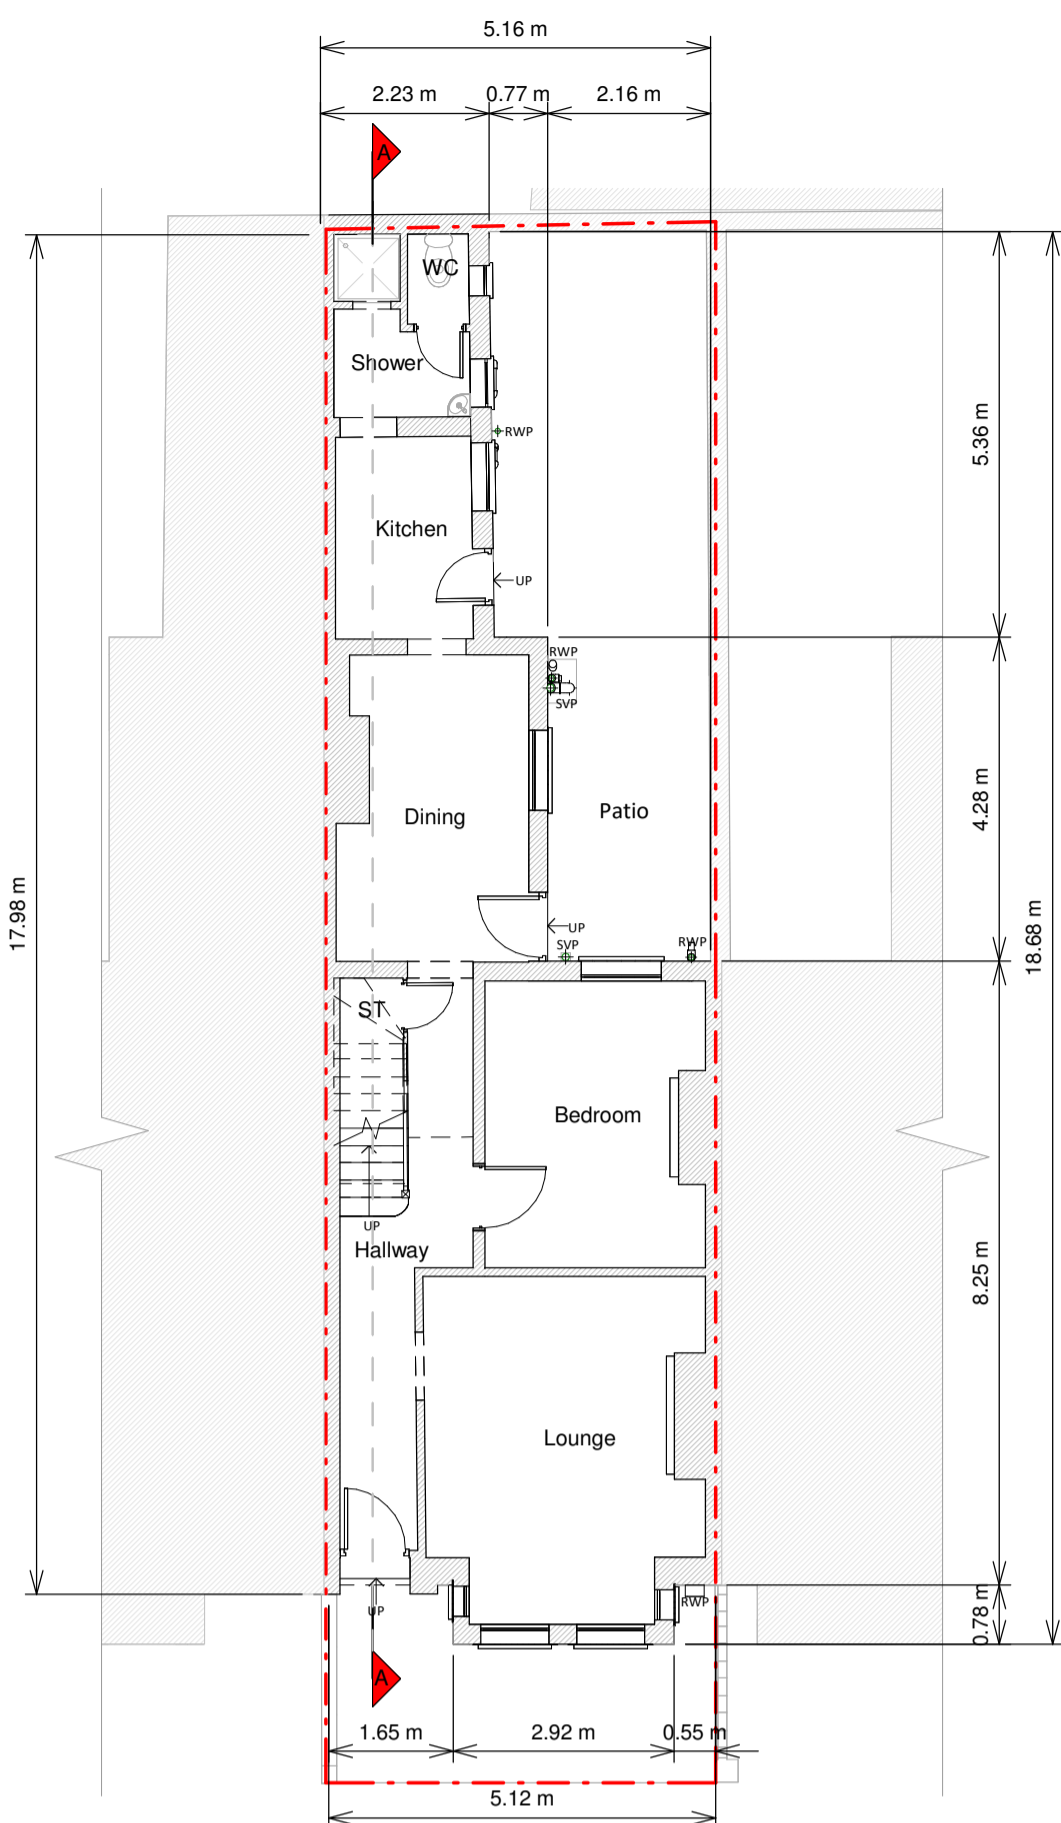 5.16 m
2.23 m
0.77 m
2.16 m
A
WC
Shower
RWP
5.36 m
Kitchen
UP
RWP
SVP
Dining
Patio
4.28 m
17.98 m
18.68 m
UP
SVP
RWP
ST
Bedroom
UP
Hallway
8.25 m
Lounge
UP
RWP
0.78 m
A
1.65 m
2.92 m
0.55 m
5.12 m